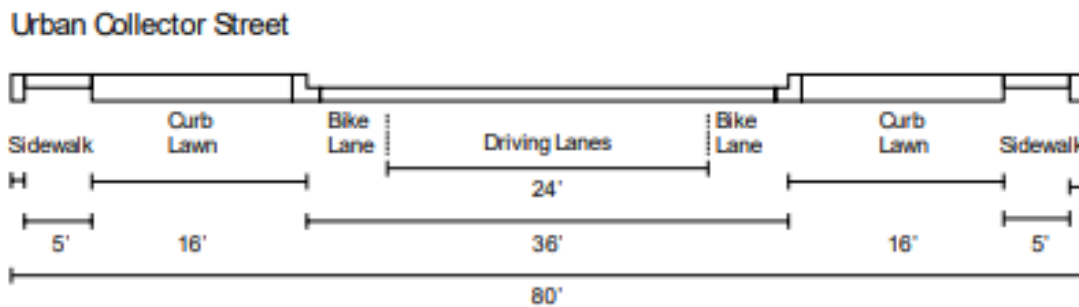 Urban Collector Street
Sidewalk
Curb
Lawn
Bike
Lane
Driving Lanes
Bike
Lane
Curb
Lawn
Sidewalk
24'
5'
16'
36'
16'
5'
80'